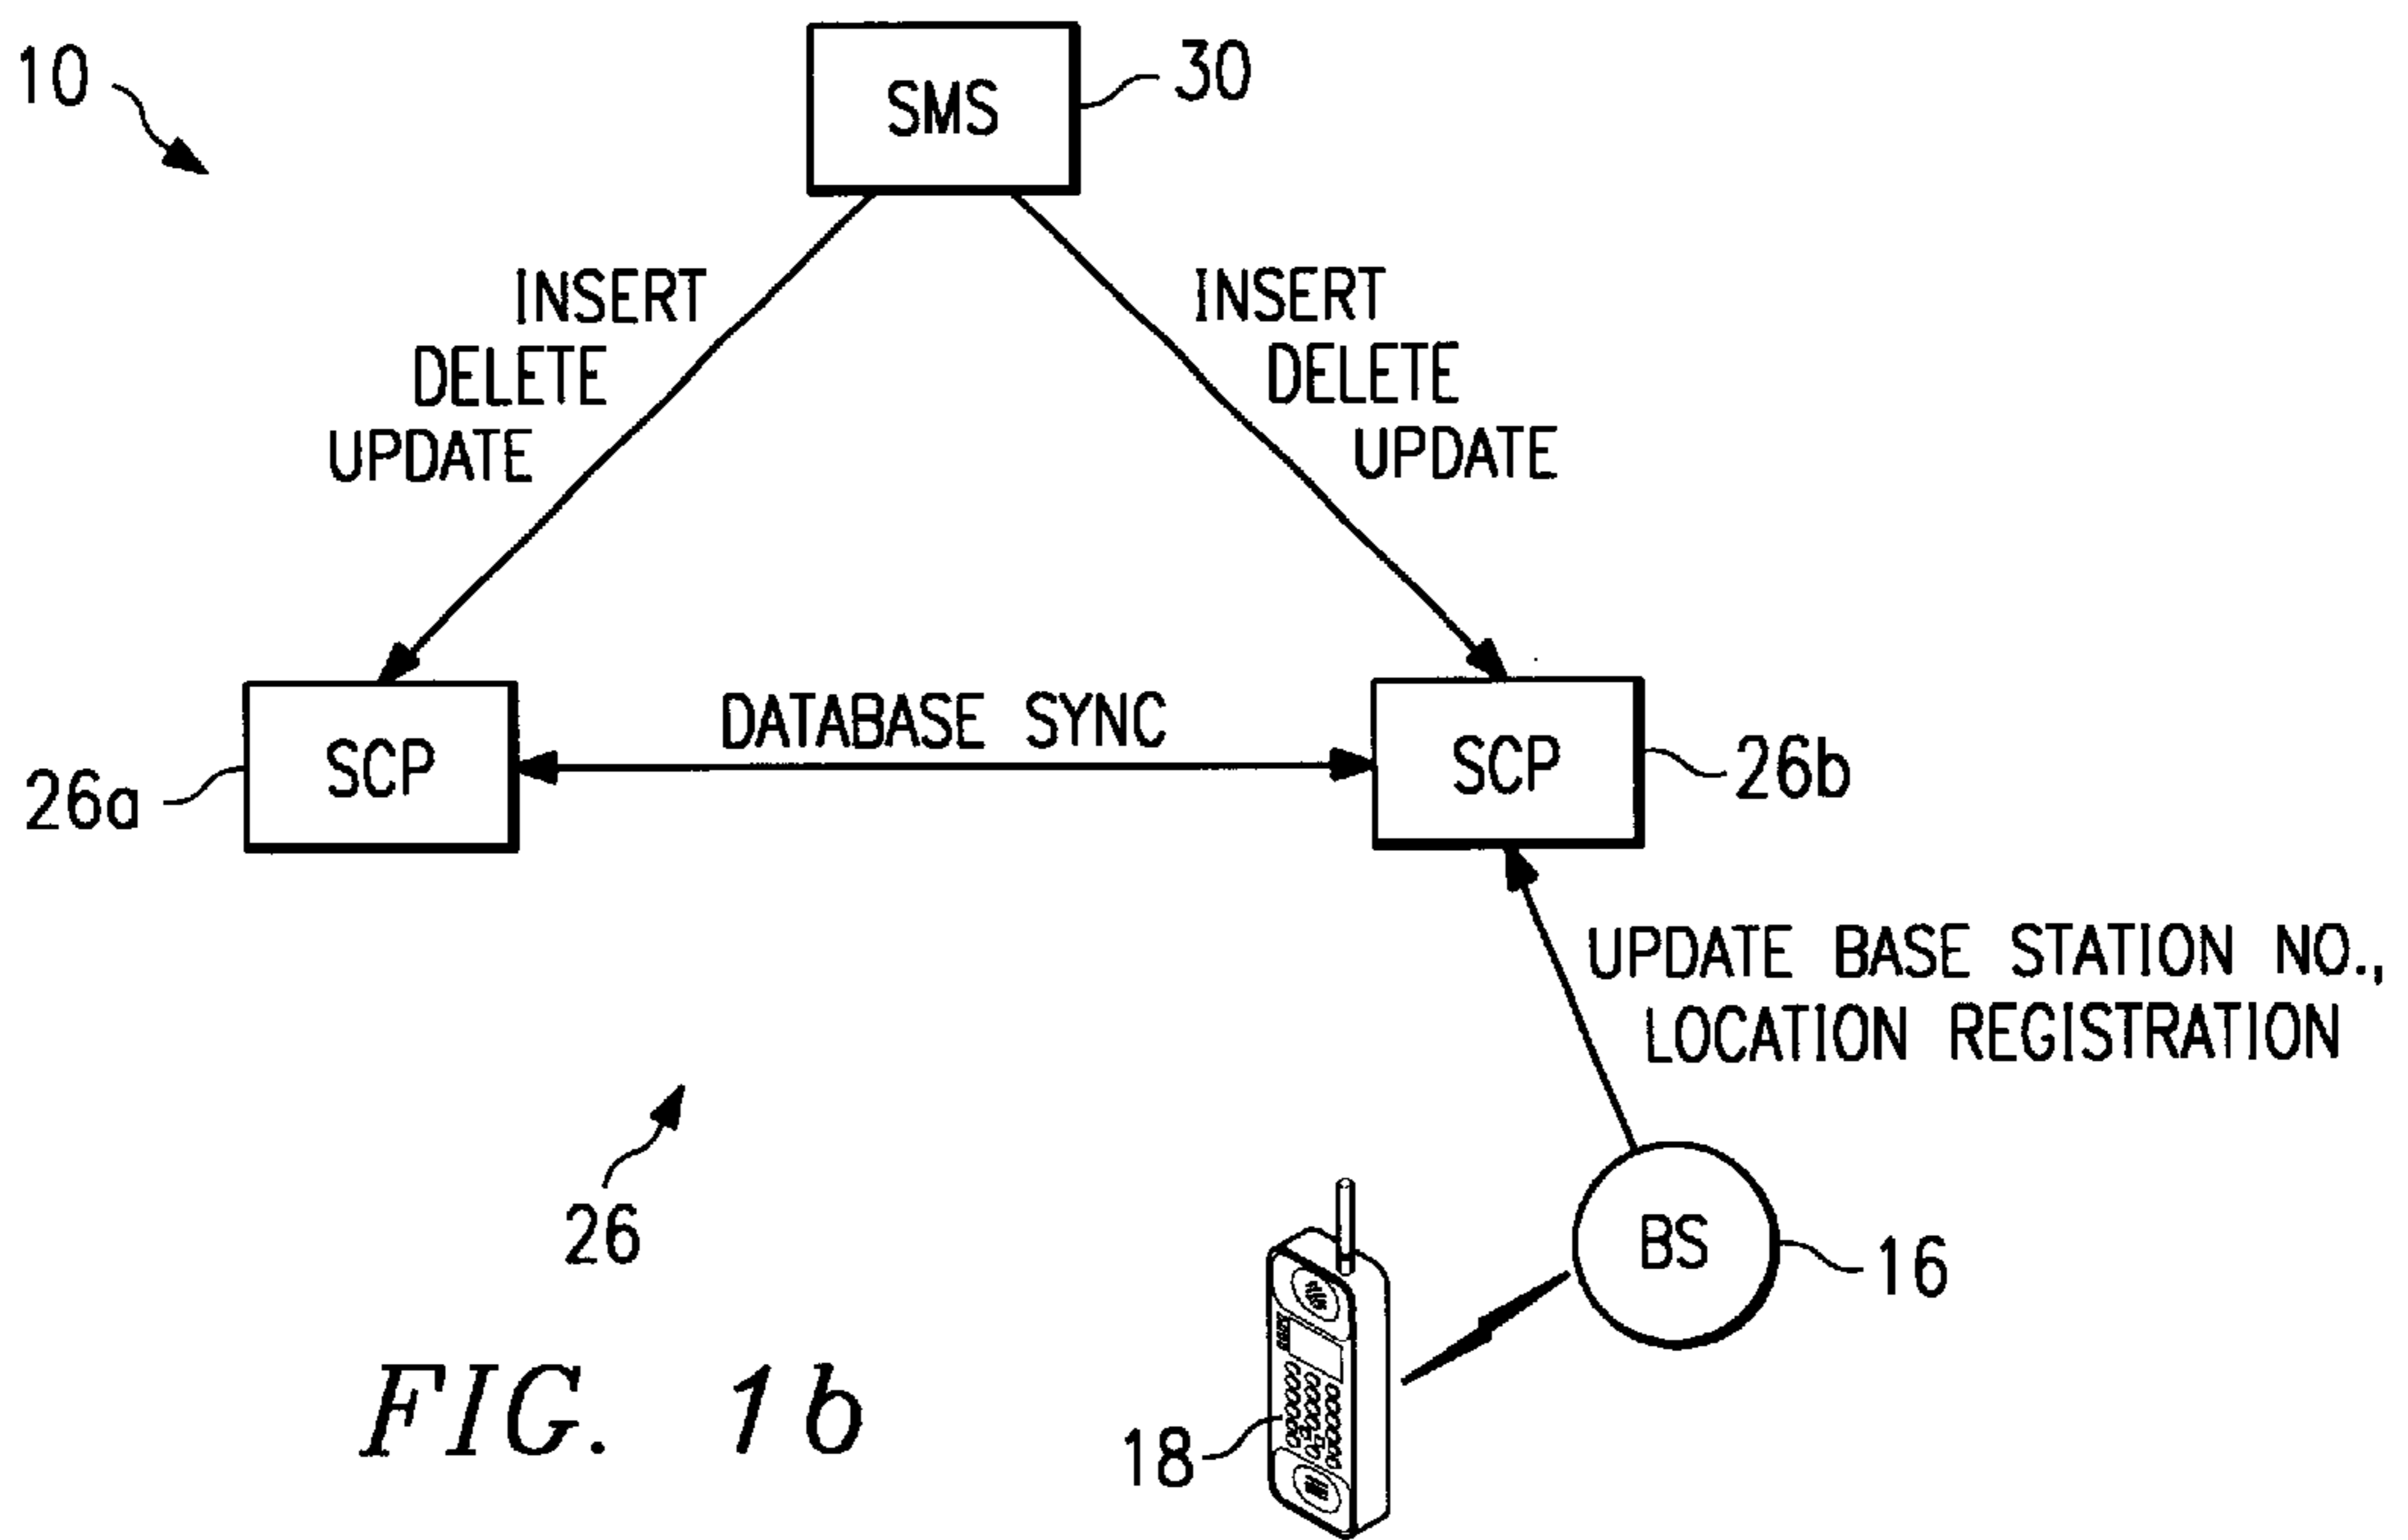 10
SMS
30
INSERT
DELETE
UPDATE
INSERT
DELETE
UPDATE
DATABASE SYNC
SCP
26a
SCP
26b
UPDATE BASE STATION NO.,
LOCATION REGISTRATION
26
BS
16
18
FIG. 1b